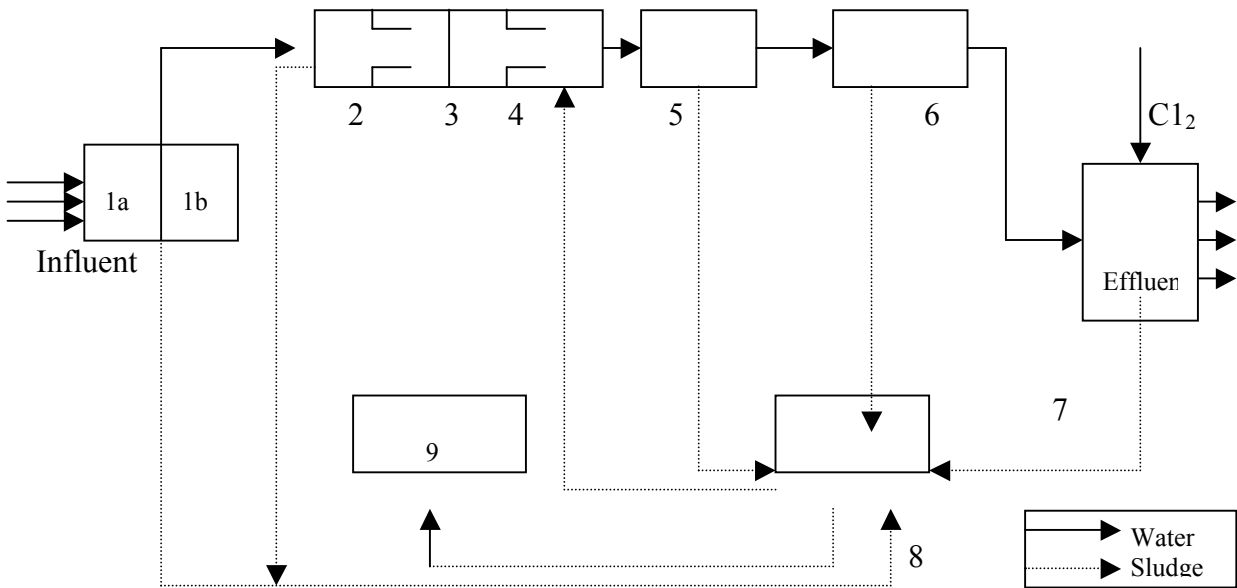 2 3 4 5 6 C1₂
1a 1b
Influent
Effluen
7
9
8
Water
Sludge